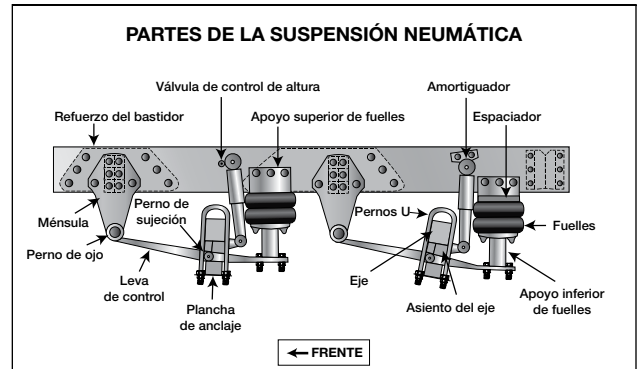 PARTES DE LA SUSPENSIÓN NEUMÁTICA
Válvula de control de altura
Amortiguador
Refuerzo del bastidor
Apoyo superior de fuelles
Espaciador
Perno de
sujeción
Pernos U
Ménsula
Fuelles
Perno de ojo
Leva
de control
Eje
Plancha
de anclaje
Asiento del eje
Apoyo inferior
de fuelles
FRENTE